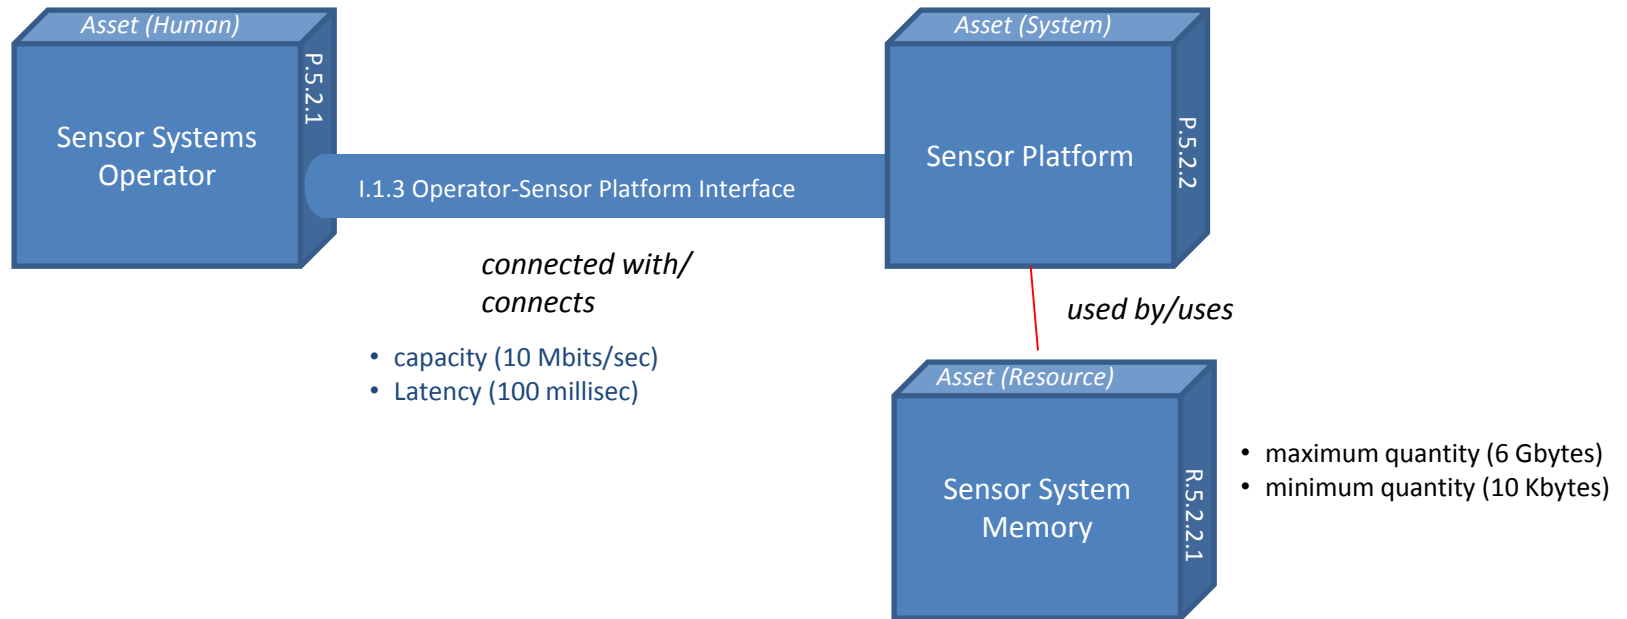 Asset (Human)
P.5.2.1
Sensor Systems
Operator
I.1.3 Operator-Sensor Platform Interface
Asset (System)
P.5.2.2
Sensor Platform
connected with/
connects
• capacity (10 Mbits/sec)
• Latency (100 millisec)
used by/uses
Asset (Resource)
R.5.2.2.1
Sensor System
Memory
• maximum quantity (6 Gbytes)
• minimum quantity (10 Kbytes)